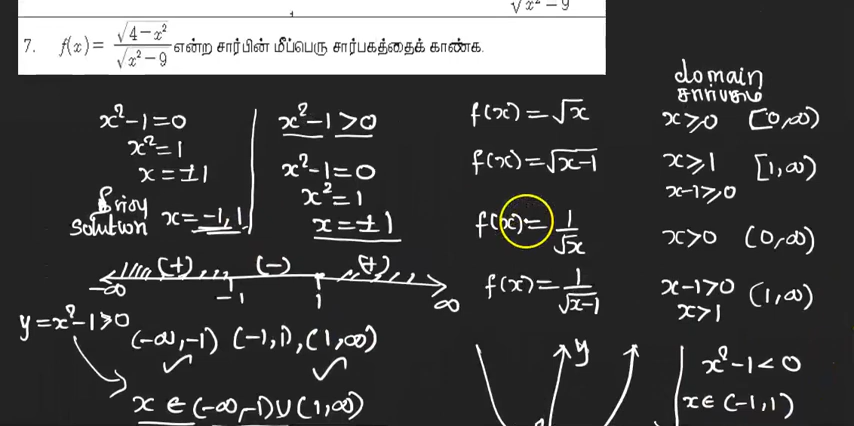 √x² – 9
7. f(x) = √4 – x² / √x² – 9 என்ற சார்பின் மீப்பெரு சார்பகத்தைக் காண்க.
x² – 1 = 0
x² = 1
x = ±1
தீர்வு
solution x = –1, 1
x² – 1 > 0
x² – 1 = 0
x² = 1
x = ±1
–∞ (+) –1 (–) 1 (+) ∞
y = x² – 1 > 0
(–∞, –1) (–1, 1), (1, ∞)
x ∈ (–∞, –1) ∪ (1, ∞)
domain
சார்பகம்
f(x) = √x x ≥ 0 [0, ∞)
f(x) = √x–1 x ≥ 1 [1, ∞)
x–1 ≥ 0
f(x) = 1/√x x > 0 (0, ∞)
f(x) = 1/√x–1 x–1 > 0 (1, ∞)
x > 1
y
x² – 1 < 0
x ∈ (–1, 1)